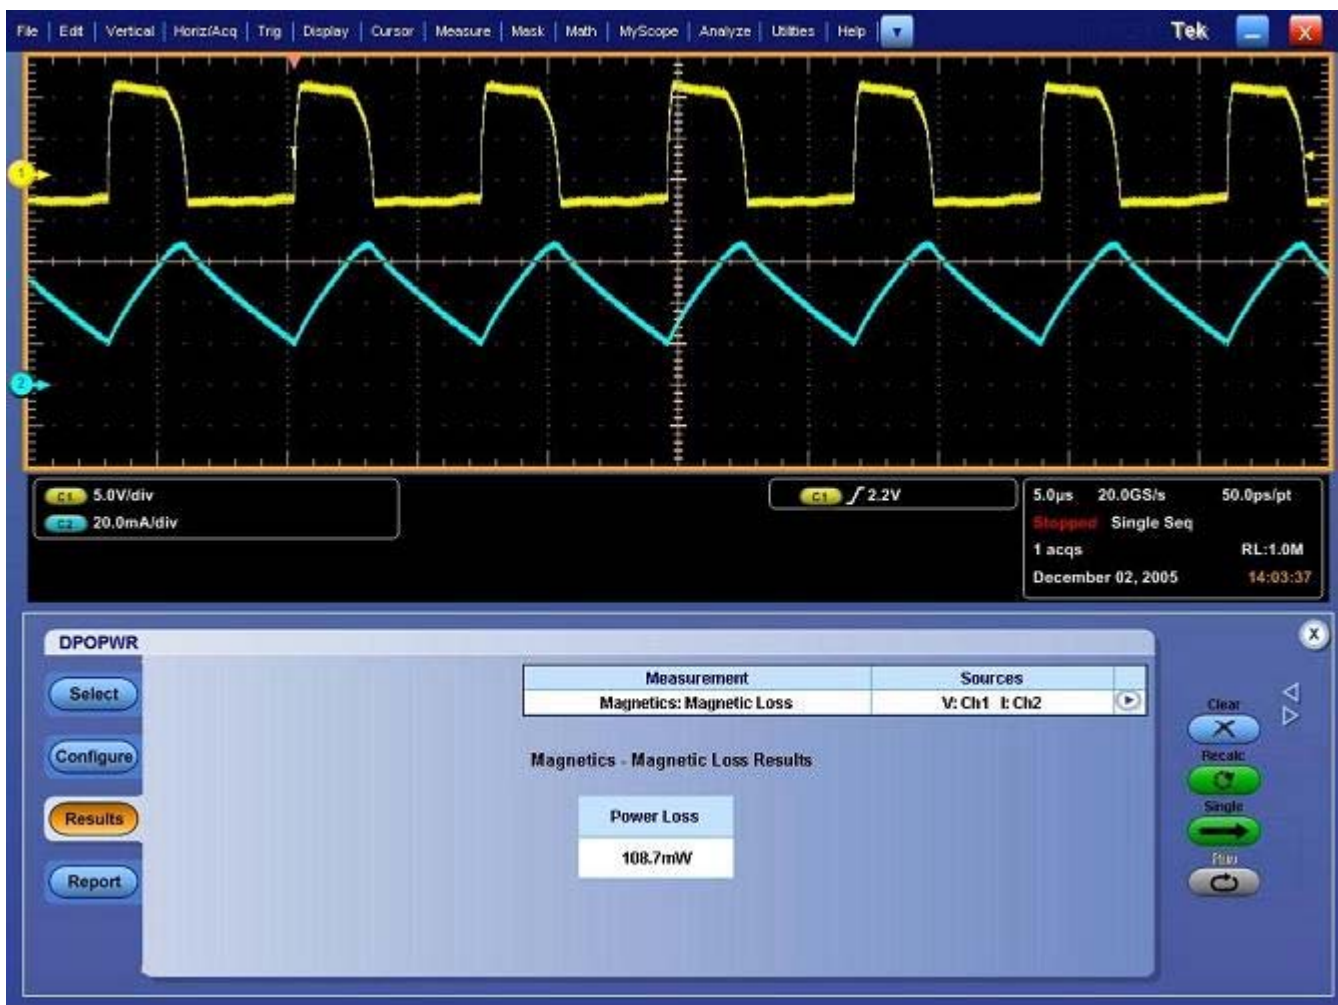 File | Edit | Vertical | Horiz/Acq | Trig | Display | Cursor | Measure | Mask | Math | MyScope | Analyze | Utilities | Help
Tek
X
T
1
2
C1 5.0V/div
C2 20.0mA/div
C1 2.2V
5.0μs 20.0GS/s 50.0ps/pt
Stopped Single Seq
1 acqs RL:1.0M
December 02, 2005 14:03:37
DPOPWR
X
Select
Configure
Results
Report
Measurement Sources
Magnetics: Magnetic Loss V: Ch1 I: Ch2
Magnetics - Magnetic Loss Results
Power Loss
108.7mW
Clear
Recalc
Single
Run